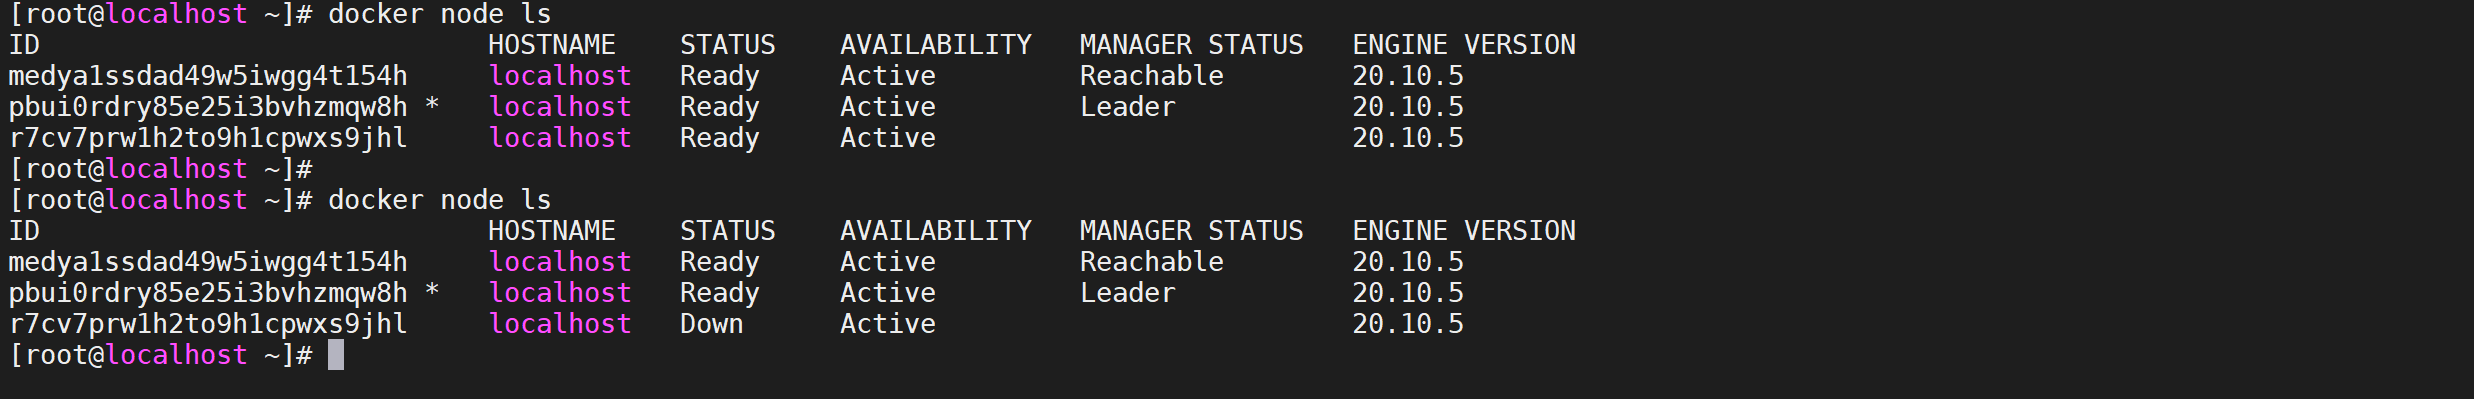 [root@localhost ~]# docker node ls
ID                            HOSTNAME    STATUS    AVAILABILITY   MANAGER STATUS   ENGINE VERSION
medya1ssdad49w5iwgg4t154h     localhost   Ready     Active         Reachable        20.10.5
pbui0rdry85e25i3bvhzmqw8h *   localhost   Ready     Active         Leader           20.10.5
r7cv7prw1h2to9h1cpwxs9jhl     localhost   Ready     Active                          20.10.5
[root@localhost ~]#
[root@localhost ~]# docker node ls
ID                            HOSTNAME    STATUS    AVAILABILITY   MANAGER STATUS   ENGINE VERSION
medya1ssdad49w5iwgg4t154h     localhost   Ready     Active         Reachable        20.10.5
pbui0rdry85e25i3bvhzmqw8h *   localhost   Ready     Active         Leader           20.10.5
r7cv7prw1h2to9h1cpwxs9jhl     localhost   Down      Active                          20.10.5
[root@localhost ~]#